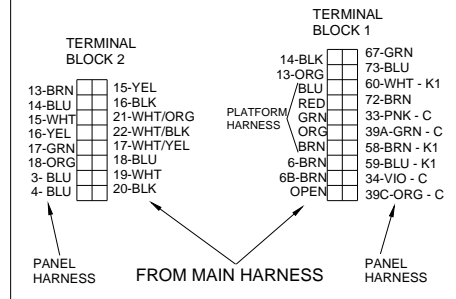 TERMINAL
BLOCK 2
13-BRN
14-BLU
15-WHT
16-YEL
17-GRN
18-ORG
3- BLU
4- BLU
15-YEL
16-BLK
21-WHT/ORG
22-WHT/BLK
17-WHT/YEL
18-BLU
19-WHT
20-BLK
TERMINAL
BLOCK 1
14-BLK
13-ORG
BLU
RED
GRN
ORG
BRN
6-BRN
6B-BRN
OPEN
PLATFORM
HARNESS
67-GRN
73-BLU
60-WHT - K1
72-BRN
33-PNK - C
39A-GRN - C
58-BRN - K1
59-BLU - K1
34-VIO - C
39C-ORG - C
PANEL
HARNESS
FROM MAIN HARNESS
PANEL
HARNESS